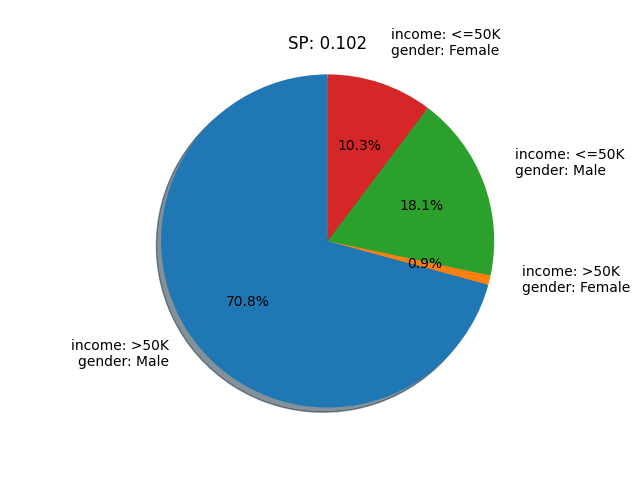 SP: 0.102
income: <=50K
gender: Female
10.3%
income: <=50K
gender: Male
18.1%
0.9%
income: >50K
gender: Female
70.8%
income: >50K
gender: Male